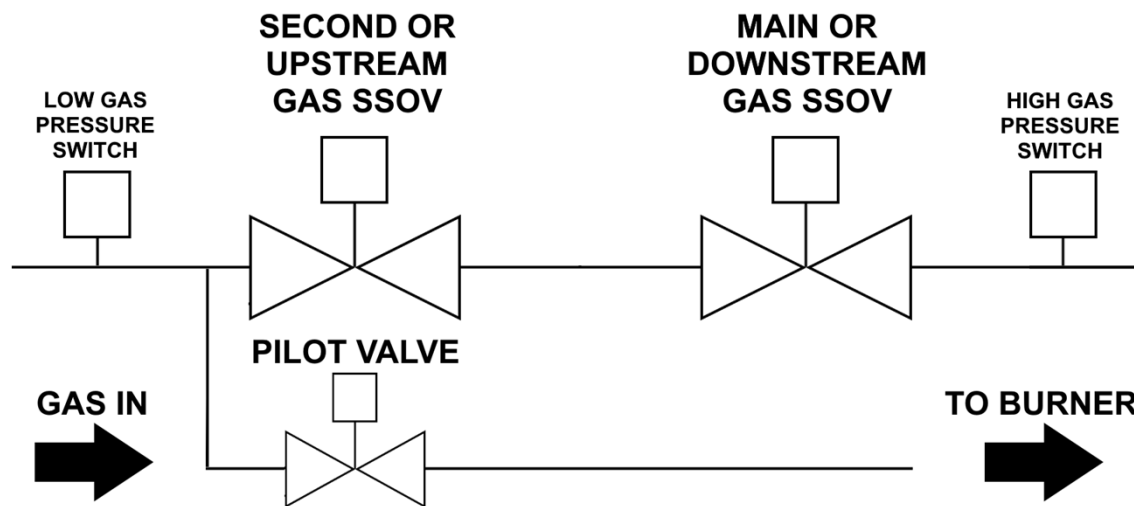 SECOND OR
UPSTREAM
GAS SSOV
MAIN OR
DOWNSTREAM
GAS SSOV
LOW GAS
PRESSURE
SWITCH
HIGH GAS
PRESSURE
SWITCH
PILOT VALVE
GAS IN
TO BURNER